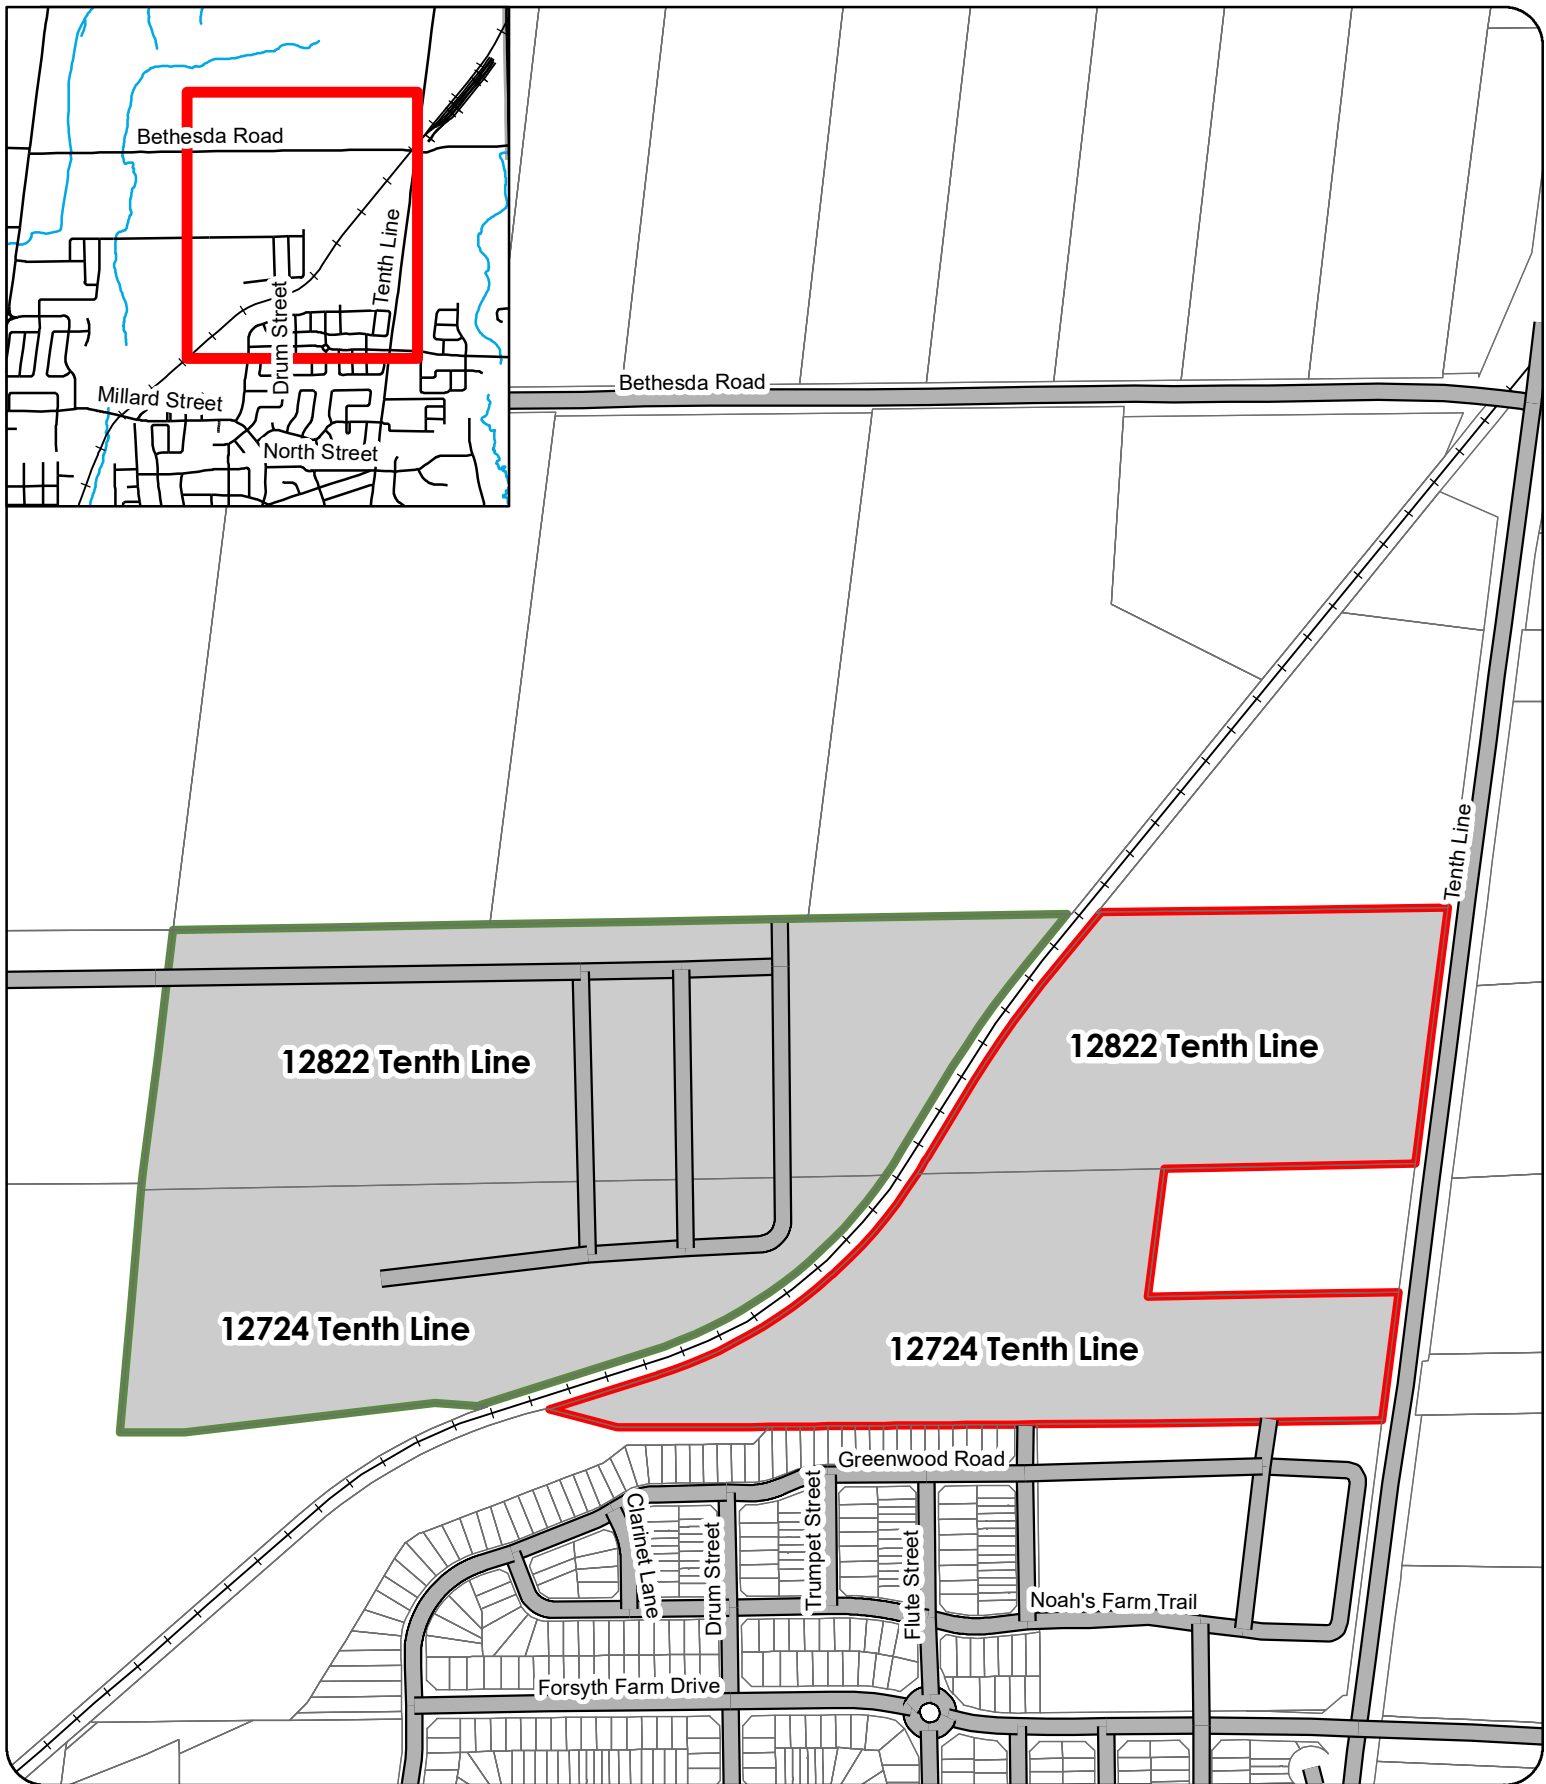 Bethesda Road
Tenth Line
Drum Street
Millard Street
North Street
Bethesda Road
Tenth Line
12822 Tenth Line
12822 Tenth Line
12724 Tenth Line
12724 Tenth Line
Greenwood Road
Clarinet Lane
Drum Street
Trumpet Street
Flute Street
Noah's Farm Trail
Forsyth Farm Drive